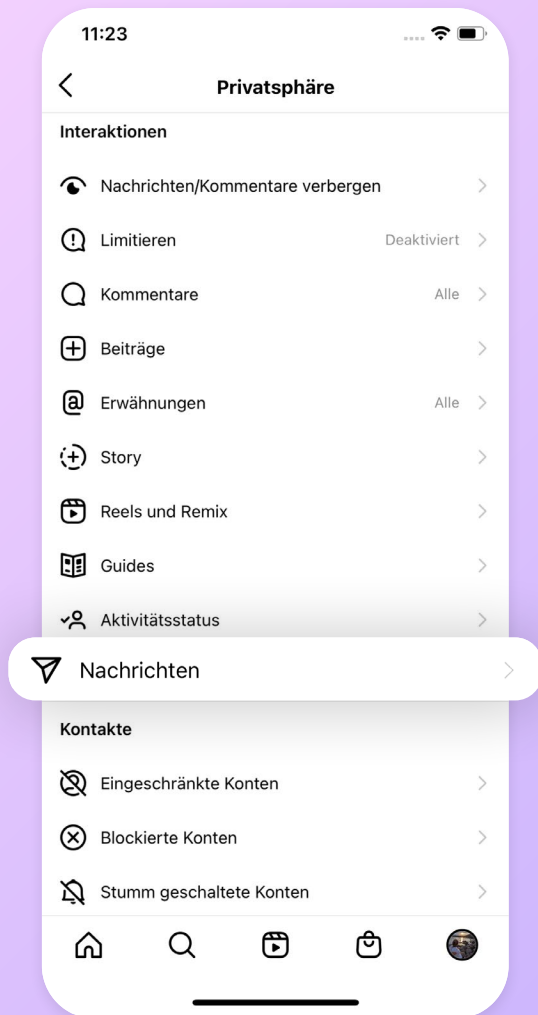 11:23
Privatsphäre
Interaktionen
Nachrichten/Kommentare verbergen
Limitieren Deaktiviert
Kommentare Alle
Beiträge
Erwähnungen Alle
Story
Reels und Remix
Guides
Aktivitätsstatus
Nachrichten
Kontakte
Eingeschränkte Konten
Blockierte Konten
Stumm geschaltete Konten